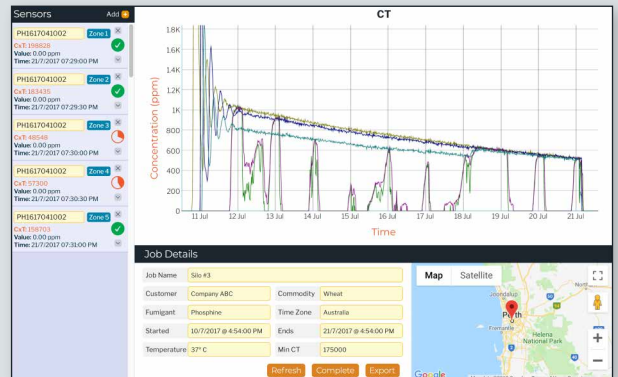 Sensors
Add +
PH1617041002 Zone 1
CxT: 198828
Value: 0.00 ppm
Time: 21/7/2017 07:29:00 PM
PH1617041002 Zone 2
CxT: 183435
Value: 0.00 ppm
Time: 21/7/2017 07:29:30 PM
PH1617041002 Zone 3
CxT: 48548
Value: 0.00 ppm
Time: 21/7/2017 07:30:00 PM
PH1617041002 Zone 4
CxT: 57300
Value: 0.00 ppm
Time: 21/7/2017 07:30:30 PM
PH1617041002 Zone 5
CxT: 158703
Value: 0.00 ppm
Time: 21/7/2017 07:31:00 PM
CT
Concentration (ppm)
1.8K
1.6K
1.4K
1.2K
1K
800
600
400
200
0
11 Jul 12 Jul 13 Jul 14 Jul 15 Jul 16 Jul 17 Jul 18 Jul 19 Jul 20 Jul 21 Jul
Time
Job Details
Job Name Silo #3
Customer Company ABC Commodity Wheat
Fumigant Phosphine Time Zone Australia
Started 10/7/2017 @ 4:54:00 PM Ends 21/7/2017 @ 4:54:00 PM
Temperature 37° C Min CT 175000
Refresh Complete Export
Map Satellite
Joondalup
Perth
Fremantle
Helena
National Park
Google